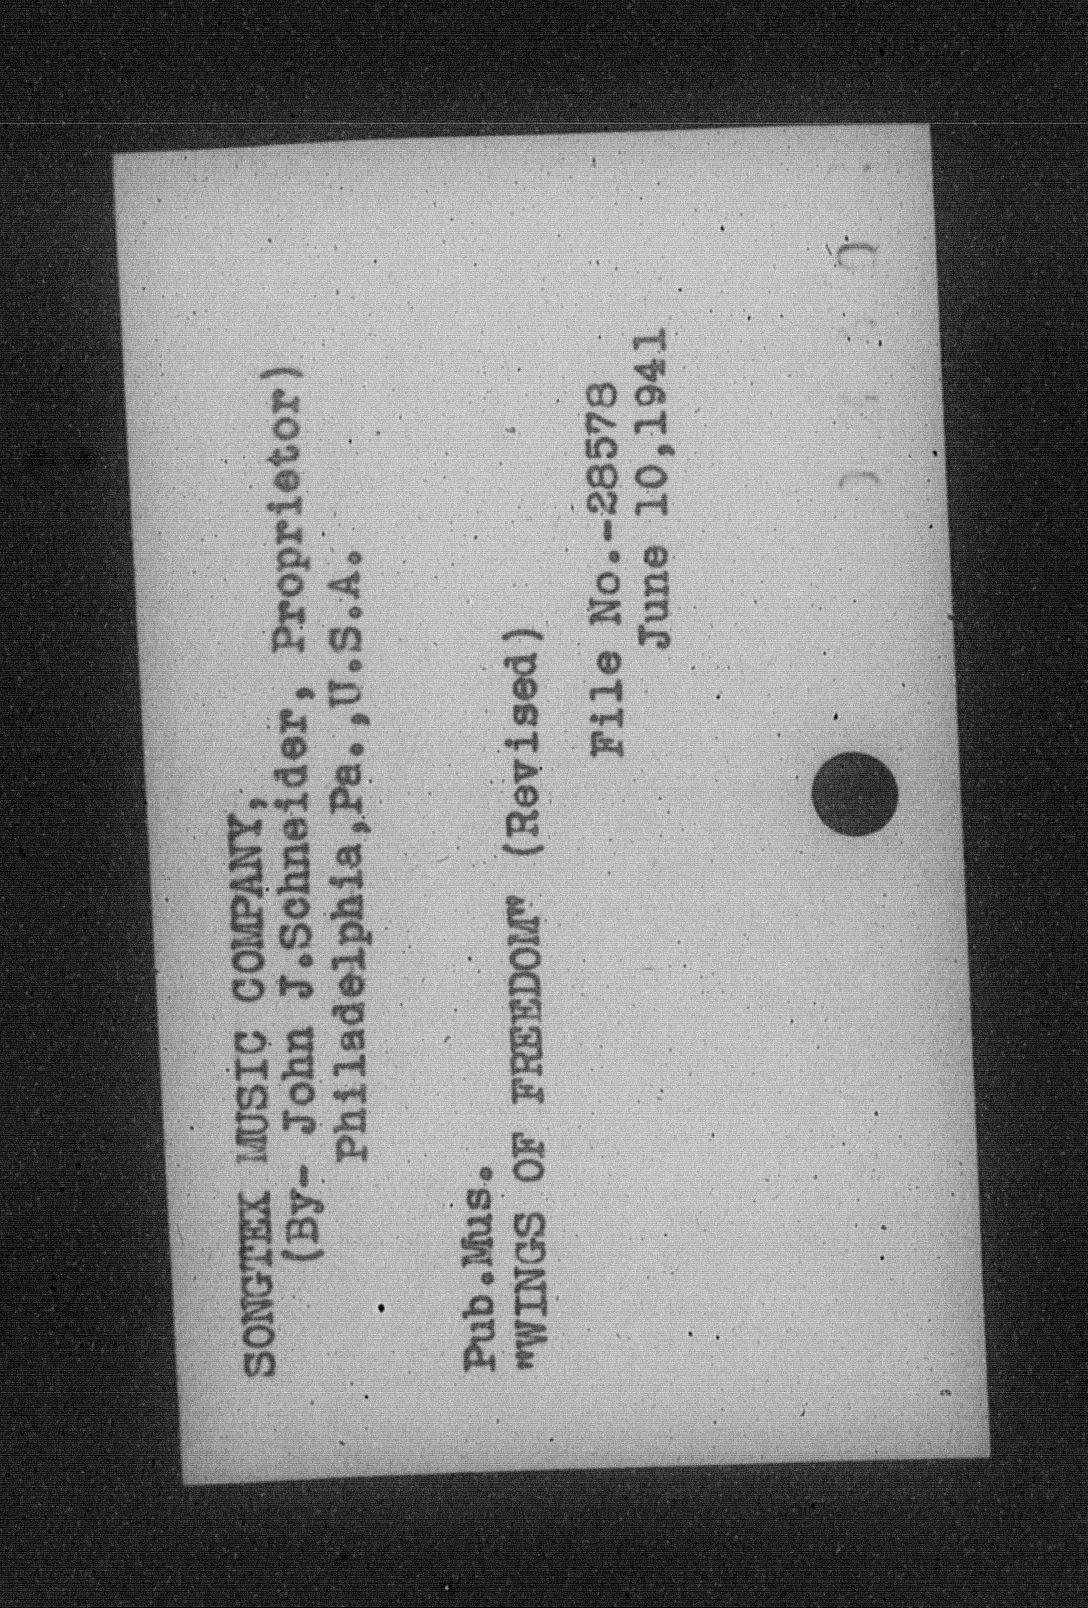 SONGTEX MUSIC COMPANY,
(By- John J.Schneider, Proprietor)
Philadelphia,Pa.,U.S.A.
Pub.Mus.
"WINGS OF FREEDOM" (Revised)
File No.-28578
June 10,1941